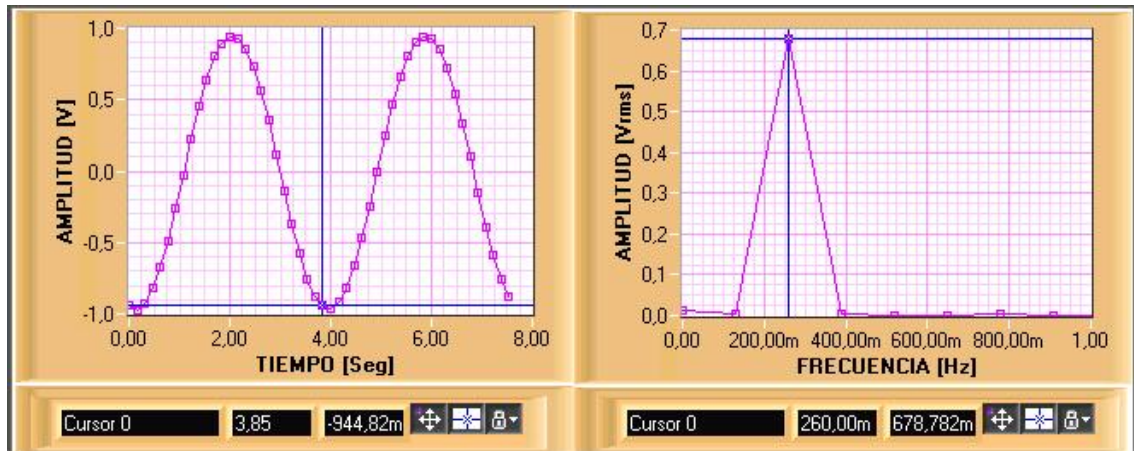 AMPLITUD [V]
1,0
0,5
0,0
-0,5
-1,0
0,00 2,00 4,00 6,00 8,00
TIEMPO [Seg]
AMPLITUD [Vrms]
0,7
0,6
0,5
0,4
0,3
0,2
0,1
0,0
0,00 200,00m 400,00m 600,00m 800,00m 1,00
FRECUENCIA [Hz]
Cursor 0 3,85 -944,82m
Cursor 0 260,00m 678,782m